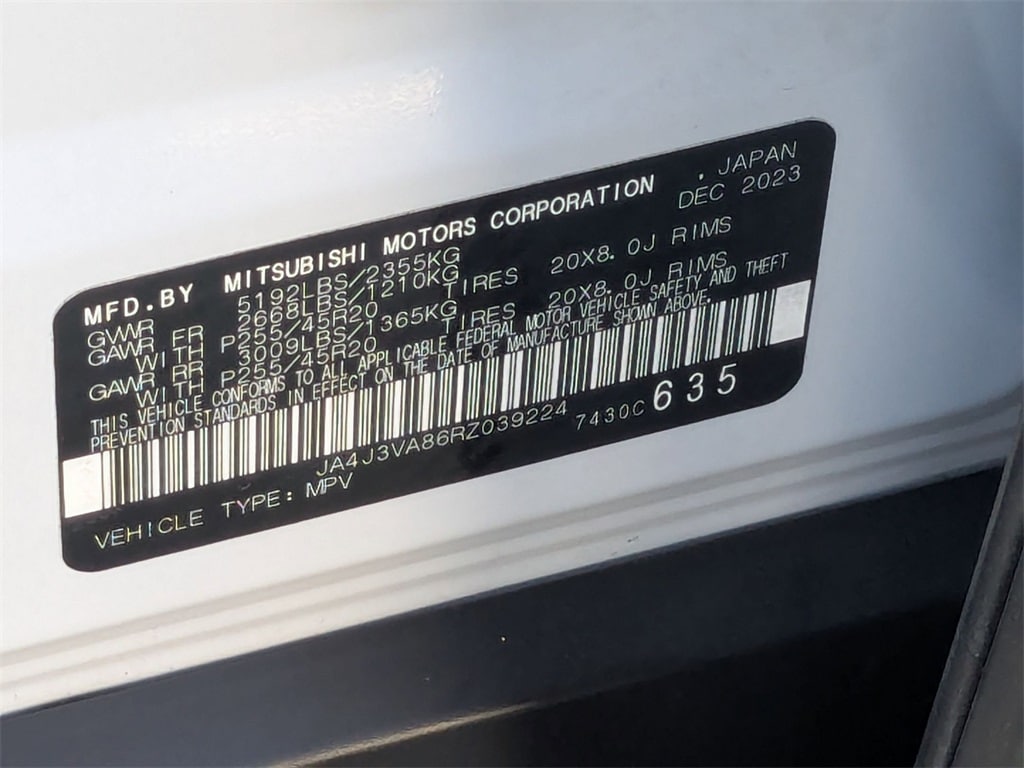 MFD.BY MITSUBISHI MOTORS CORPORATION . JAPAN
GVWR 5192LBS/2355KG DEC 2023
GAWR FR 2668LBS/1210KG
WITH P255/45R20 TIRES 20X8.0J RIMS
GAWR RR 3009LBS/1365KG
WITH P255/45R20 TIRES 20X8.0J RIMS
THIS VEHICLE CONFORMS TO ALL APPLICABLE FEDERAL MOTOR VEHICLE SAFETY AND THEFT
PREVENTION STANDARDS IN EFFECT ON THE DATE OF MANUFACTURE SHOWN ABOVE.
JA4J3VA86RZ039224 7430C 635
VEHICLE TYPE: MPV